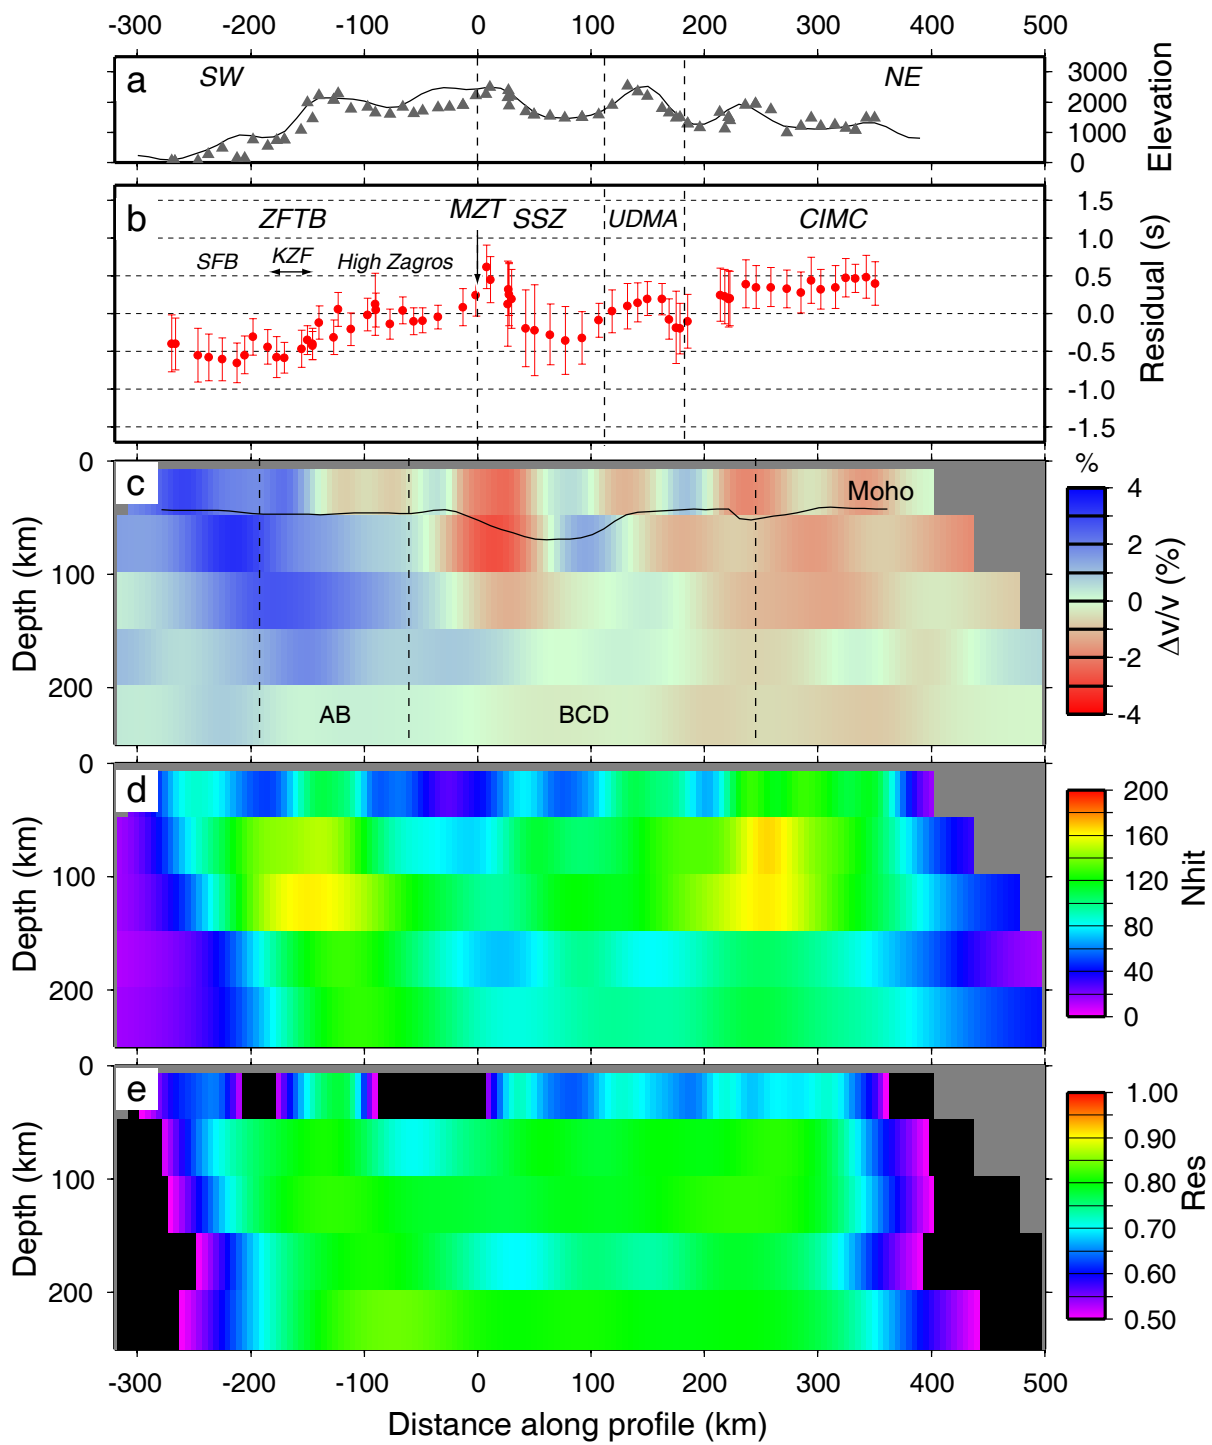 -300 -200 -100 0 100 200 300 400 500
a SW NE
3000
2000
1000
0
Elevation
b ZFTB MZT SSZ UDMA CIMC
SFB KZF High Zagros
1.5
1.0
0.5
0.0
-0.5
-1.0
-1.5
Residual (s)
c
Moho
AB BCD
0
100
200
Depth (km)
%
4
2
0
-2
-4
Δv/v (%)
d
0
100
200
Depth (km)
200
160
120
80
40
0
Nhit
e
0
100
200
Depth (km)
1.00
0.90
0.80
0.70
0.60
0.50
Res
-300 -200 -100 0 100 200 300 400 500
Distance along profile (km)